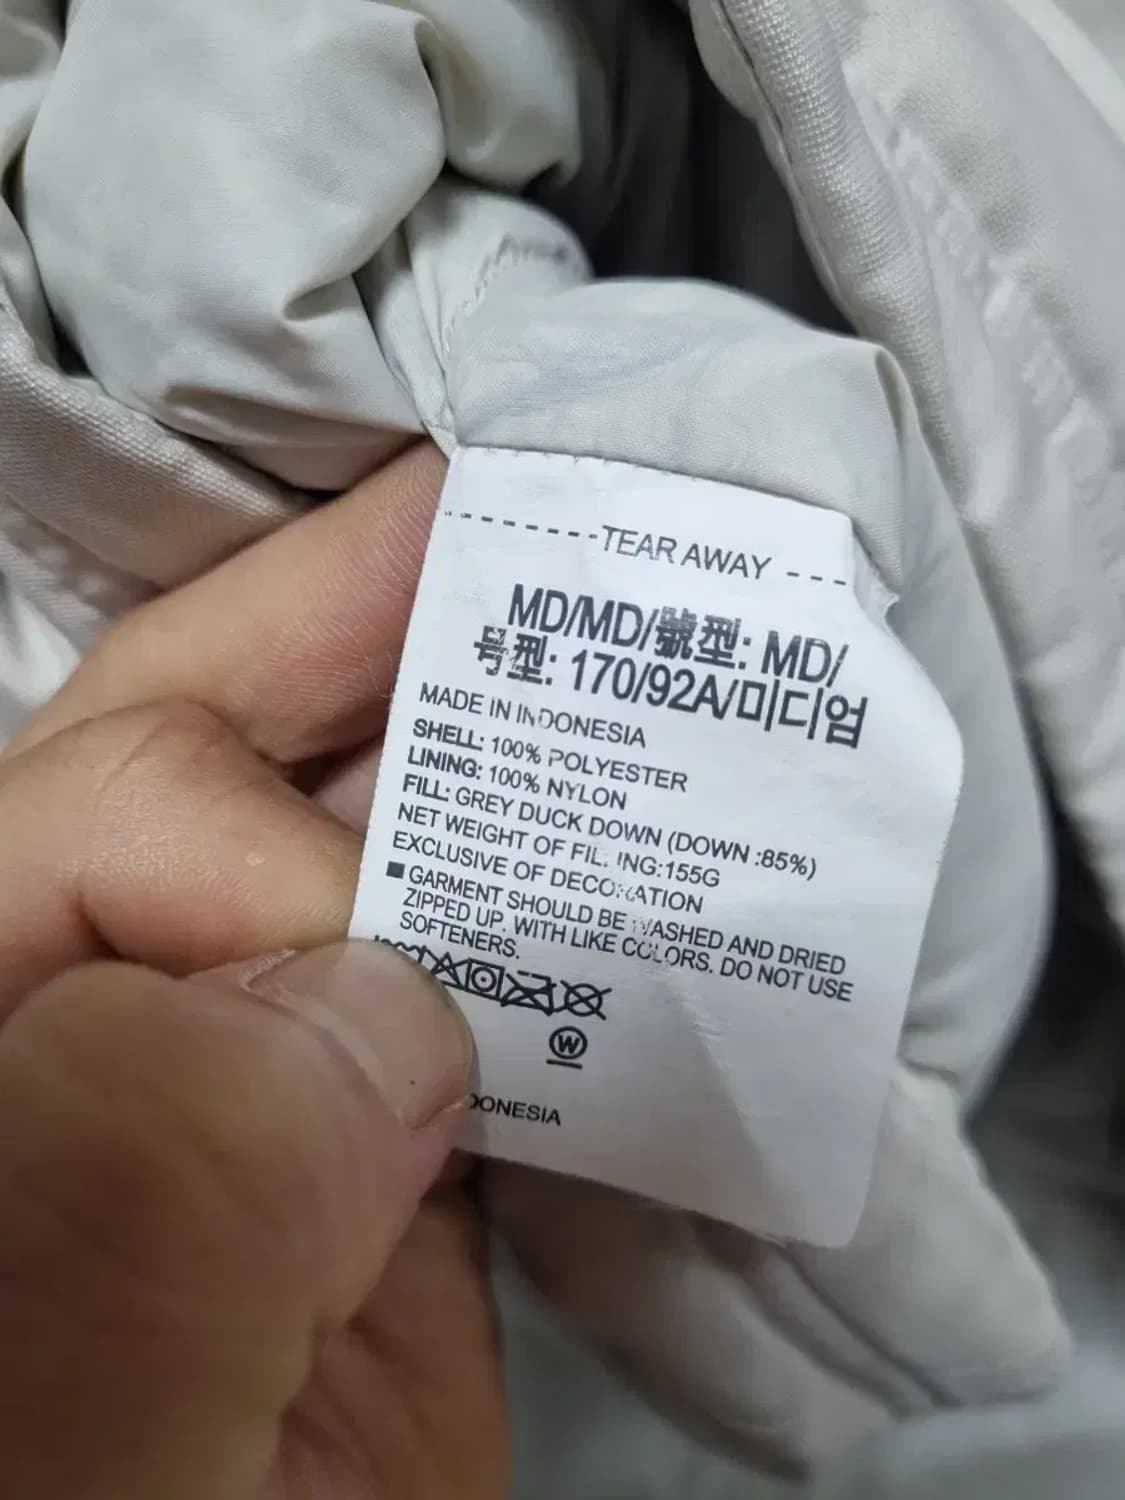 TEAR AWAY
MD/MD/號型: MD/
号型: 170/92A/미디엄
MADE IN INDONESIA
SHELL: 100% POLYESTER
LINING: 100% NYLON
FILL: GREY DUCK DOWN (DOWN :85%)
NET WEIGHT OF FILLING:155G
EXCLUSIVE OF DECORATION
■ GARMENT SHOULD BE WASHED AND DRIED
ZIPPED UP. WITH LIKE COLORS. DO NOT USE
SOFTENERS.
W